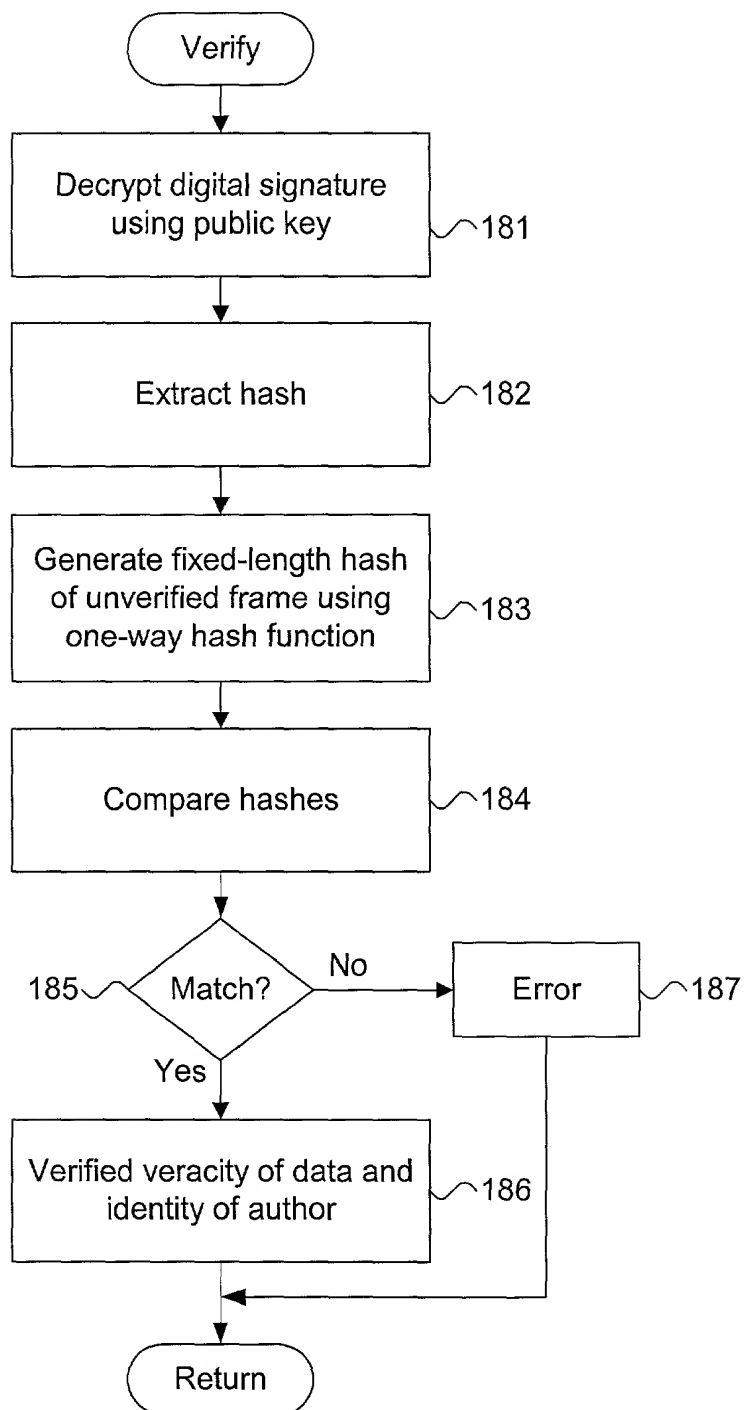 Verify
Decrypt digital signature
using public key
181
Extract hash
182
Generate fixed-length hash
of unverified frame using
one-way hash function
183
Compare hashes
184
185
Match?
No
Error
187
Yes
Verified veracity of data and
identity of author
186
Return